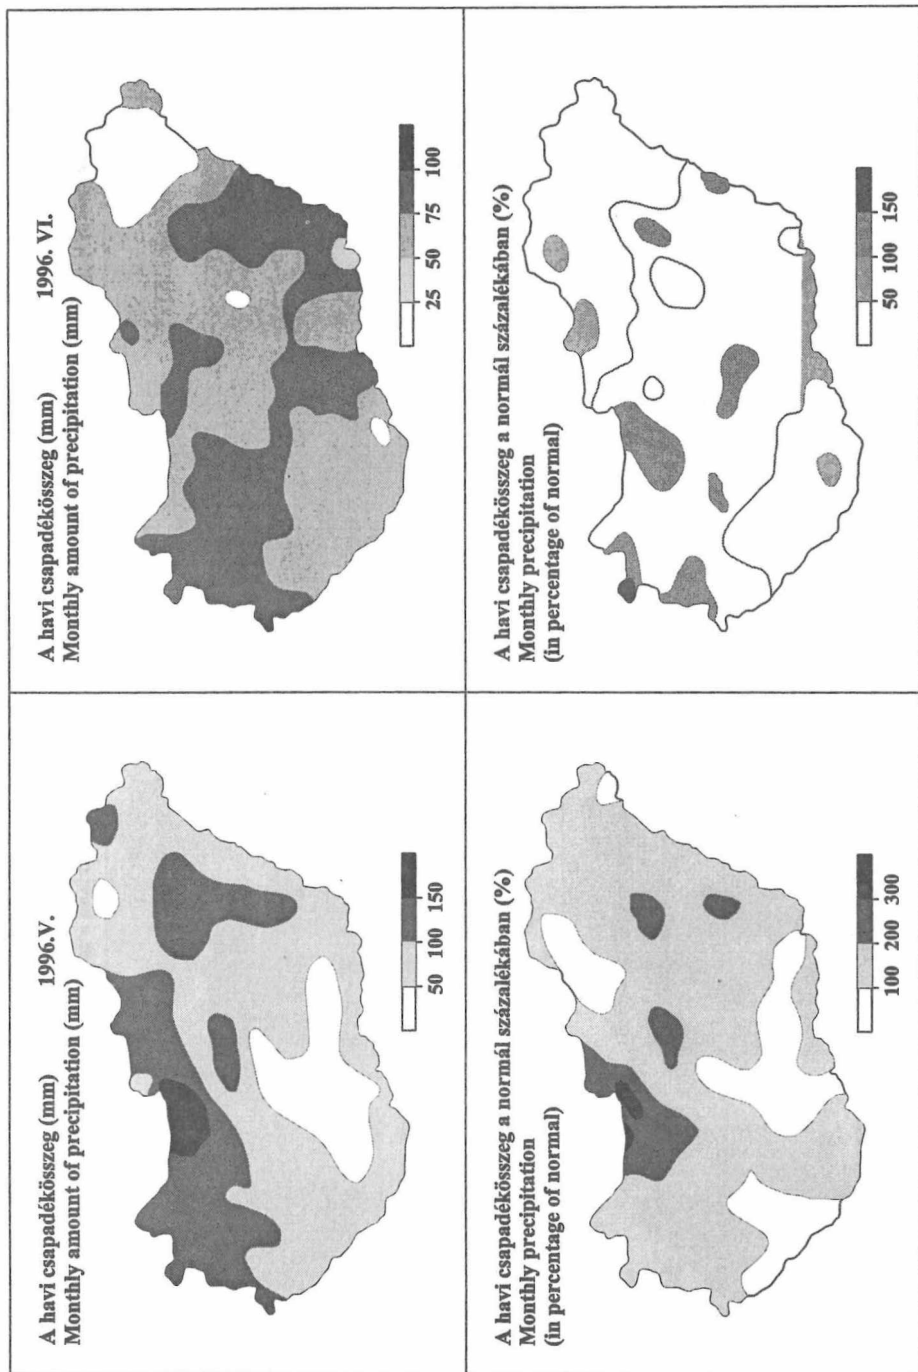 A havi csapadékösszeg (mm) 1996.V.
Monthly amount of precipitation (mm)
50 100 150
A havi csapadékösszeg (mm) 1996. VI.
Monthly amount of precipitation (mm)
25 50 75 100
A havi csapadékösszeg a normál százalékában (%)
Monthly precipitation
(in percentage of normal)
100 200 300
A havi csapadékösszeg a normál százalékában (%)
Monthly precipitation
(in percentage of normal)
50 100 150